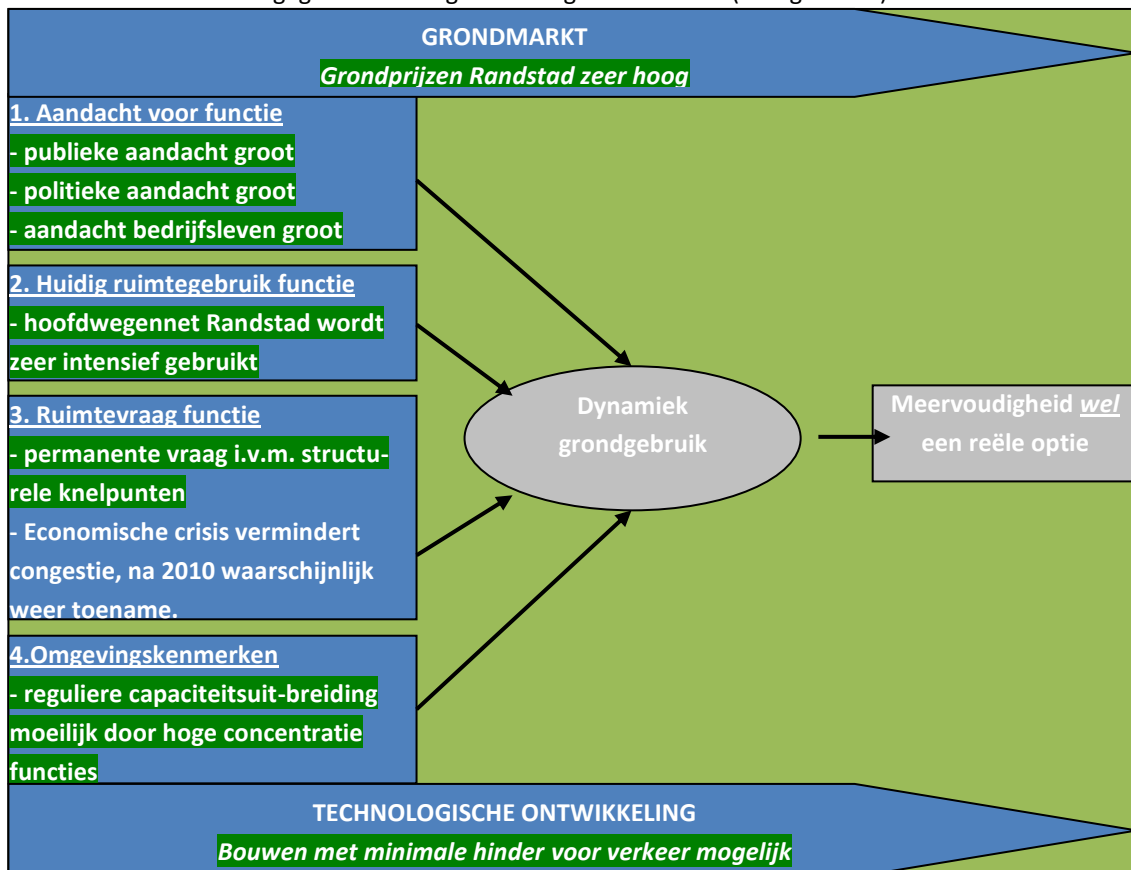 GRONDMARKT
Grondprijzen Randstad zeer hoog
1. Aandacht voor functie
- publieke aandacht groot
- politieke aandacht groot
- aandacht bedrijfsleven groot
2. Huidig ruimtegebruik functie
- hoofdwegennet Randstad wordt
zeer intensief gebruikt
3. Ruimtevraag functie
- permanente vraag i.v.m. structu-
rele knelpunten
- Economische crisis vermindert
congestie, na 2010 waarschijnlijk
weer toename.
4.Omgevingskenmerken
- reguliere capaciteitsuit-breiding
moeilijk door hoge concentratie
functies
Dynamiek
grondgebruik
Meervoudigheid wel
een reële optie
TECHNOLOGISCHE ONTWIKKELING
Bouwen met minimale hinder voor verkeer mogelijk